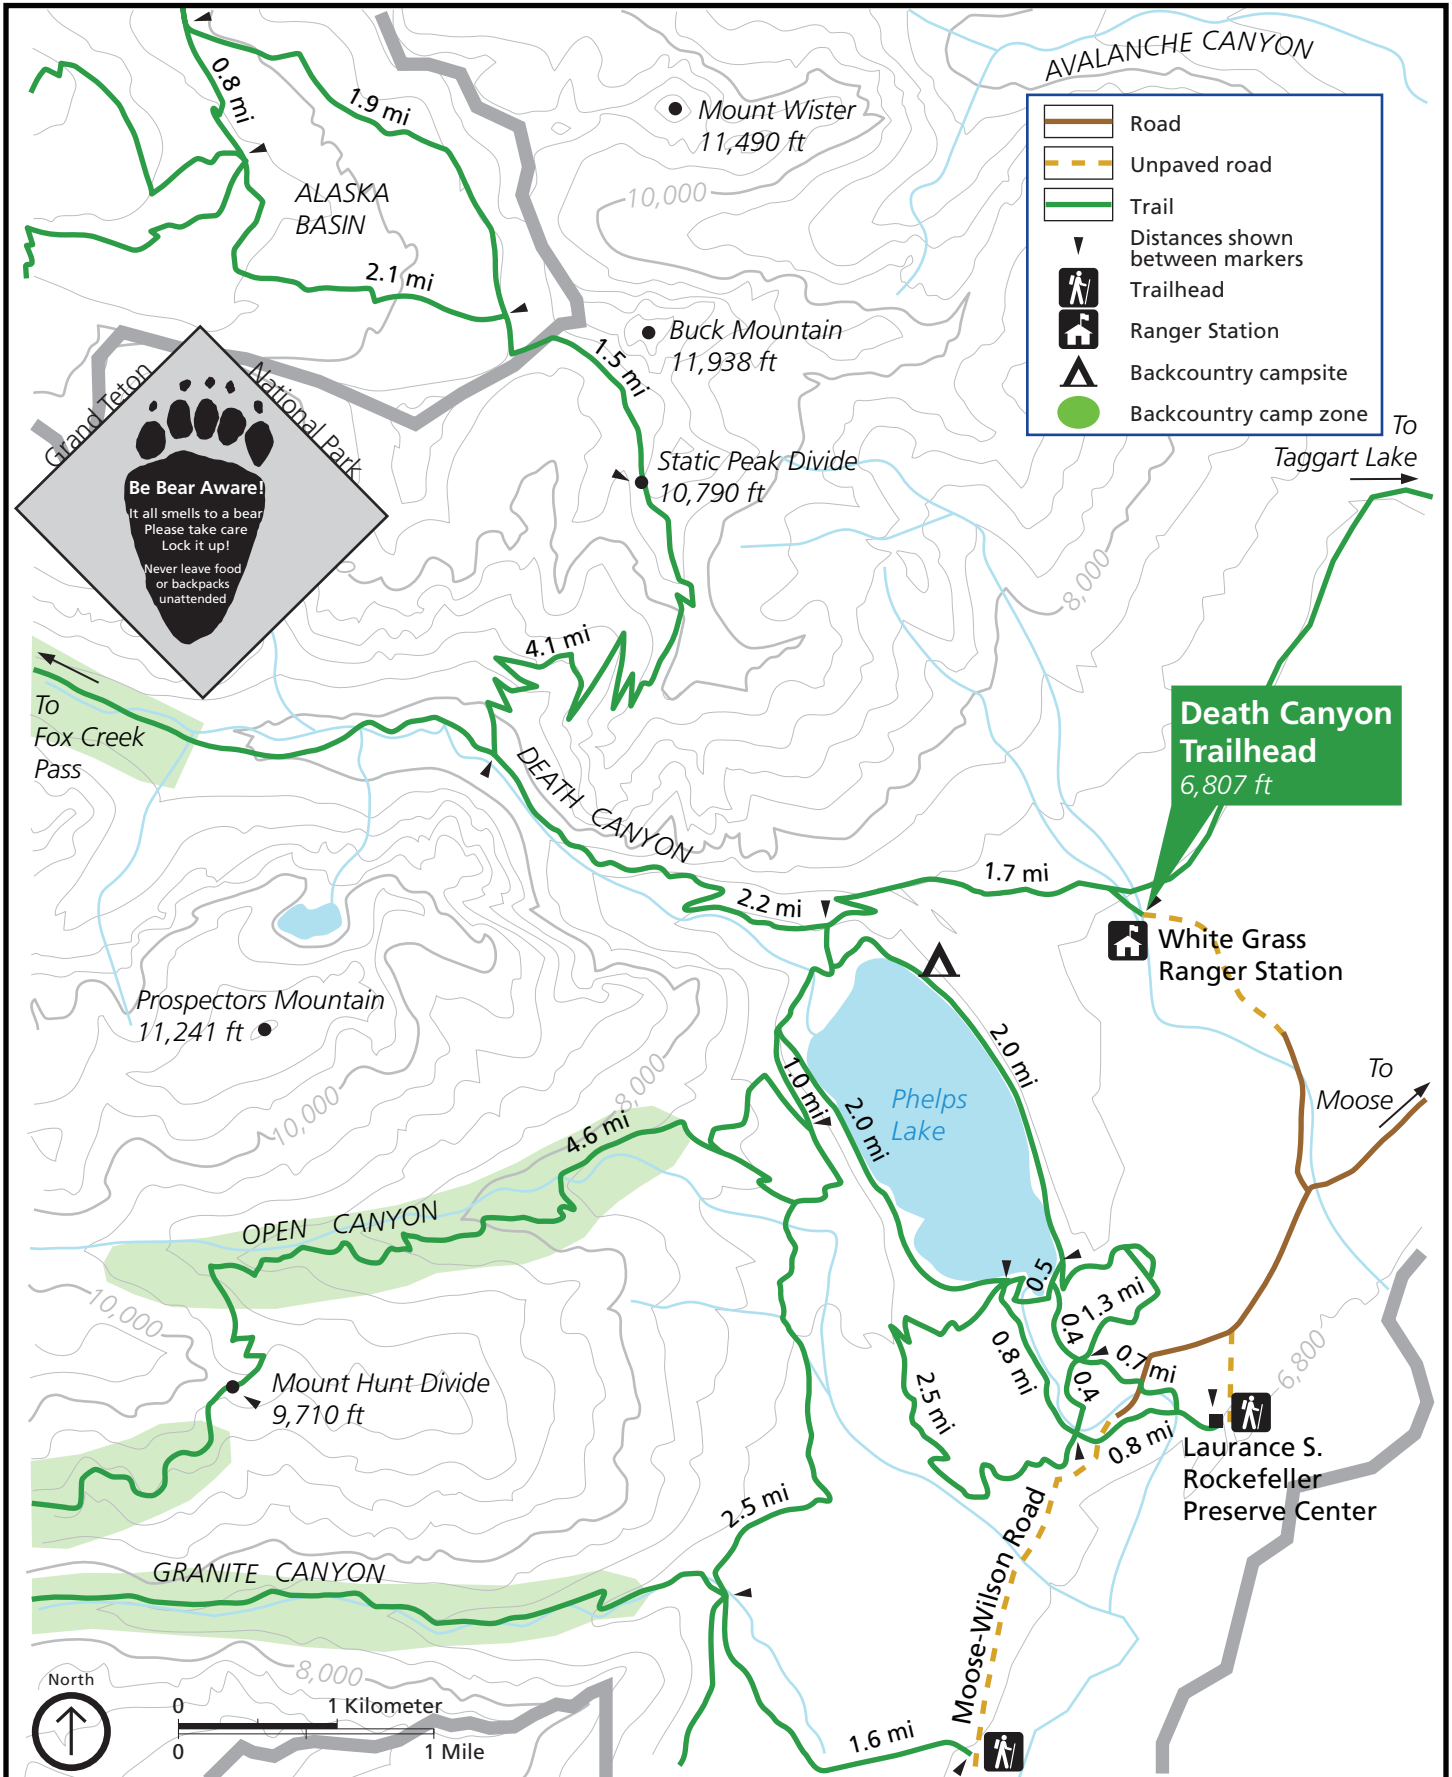 AVALANCHE CANYON
0.8 mi
1.9 mi
Mount Wister
11,490 ft
10,000
ALASKA
BASIN
2.1 mi
Road
Unpaved road
Trail
Distances shown
between markers
Trailhead
Ranger Station
Backcountry campsite
Backcountry camp zone
Buck Mountain
11,938 ft
1.5 mi
Grand Teton
National Park
Be Bear Aware!
It all smells to a bear
Please take care
Lock it up!
Never leave food
or backpacks
unattended
To
Taggart Lake
Static Peak Divide
10,790 ft
8,000
4.1 mi
To
Fox Creek
Pass
Death Canyon
Trailhead
6,807 ft
DEATH CANYON
1.7 mi
2.2 mi
White Grass
Ranger Station
Prospectors Mountain
11,241 ft
2.0 mi
1.0 mi
2.0 mi
Phelps
Lake
To
Moose
8,000
10,000
4.6 mi
OPEN CANYON
10,000
0.5
1.3 mi
0.4
0.7 mi
0.8 mi
0.4
2.5 mi
0.8 mi
6,800
Mount Hunt Divide
9,710 ft
Laurance S.
Rockefeller
Preserve Center
2.5 mi
Moose-Wilson Road
GRANITE CANYON
8,000
1.6 mi
North
0
1 Kilometer
0
1 Mile